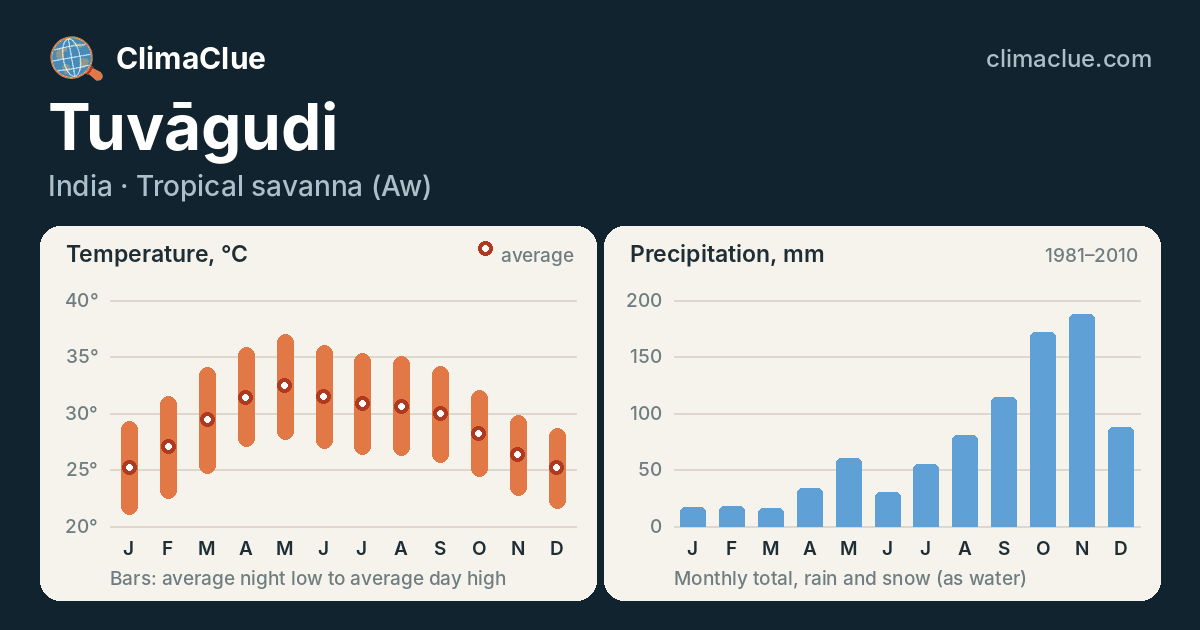 ClimaClue
climaclue.com
Tuvāgudi
India · Tropical savanna (Aw)
Temperature, °C
average
40°
35°
30°
25°
20°
J F M A M J J A S O N D
Bars: average night low to average day high
Precipitation, mm
1981–2010
200
150
100
50
0
J F M A M J J A S O N D
Monthly total, rain and snow (as water)